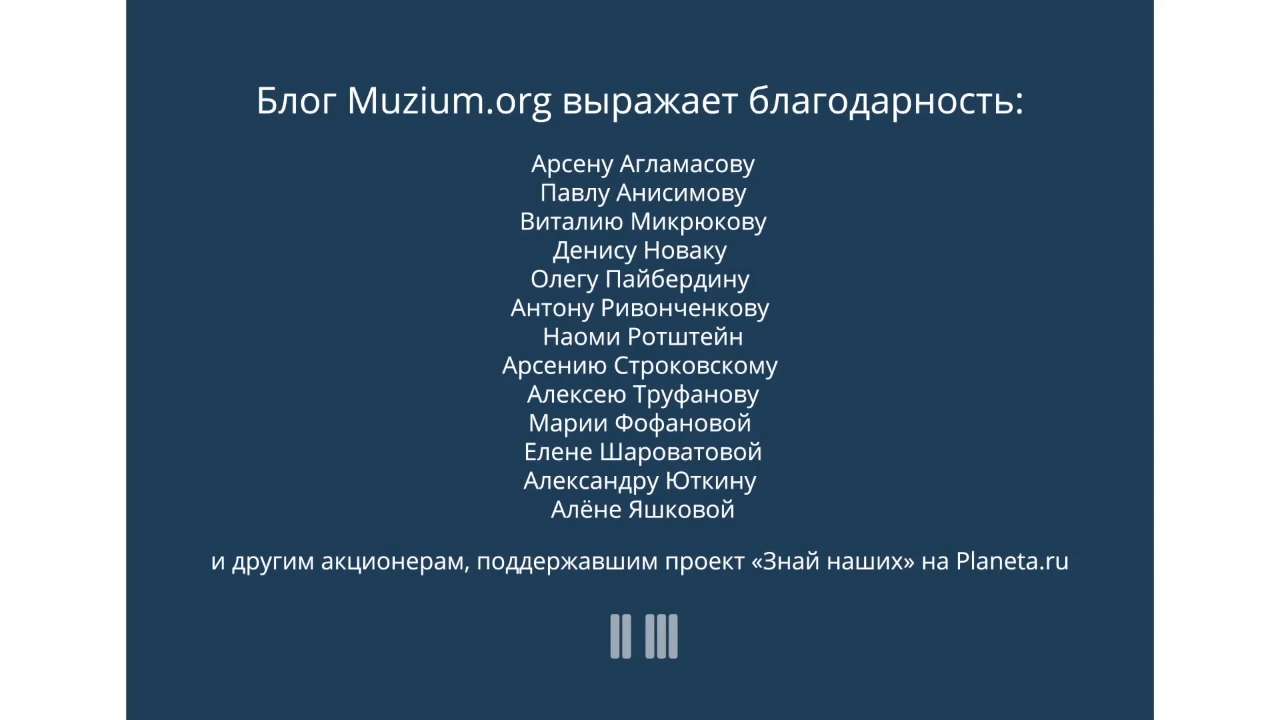 Блог Muzium.org выражает благодарность:
Арсену Агламасову
Павлу Анисимову
Виталию Микрюкову
Денису Новаку
Олегу Пайбердину
Антону Ривонченкову
Наоми Ротштейн
Арсению Строковскому
Алексею Труфанову
Марии Фофановой
Елене Шароватовой
Александру Юткину
Алёне Яшковой
и другим акционерам, поддержавшим проект «Знай наших» на Planeta.ru